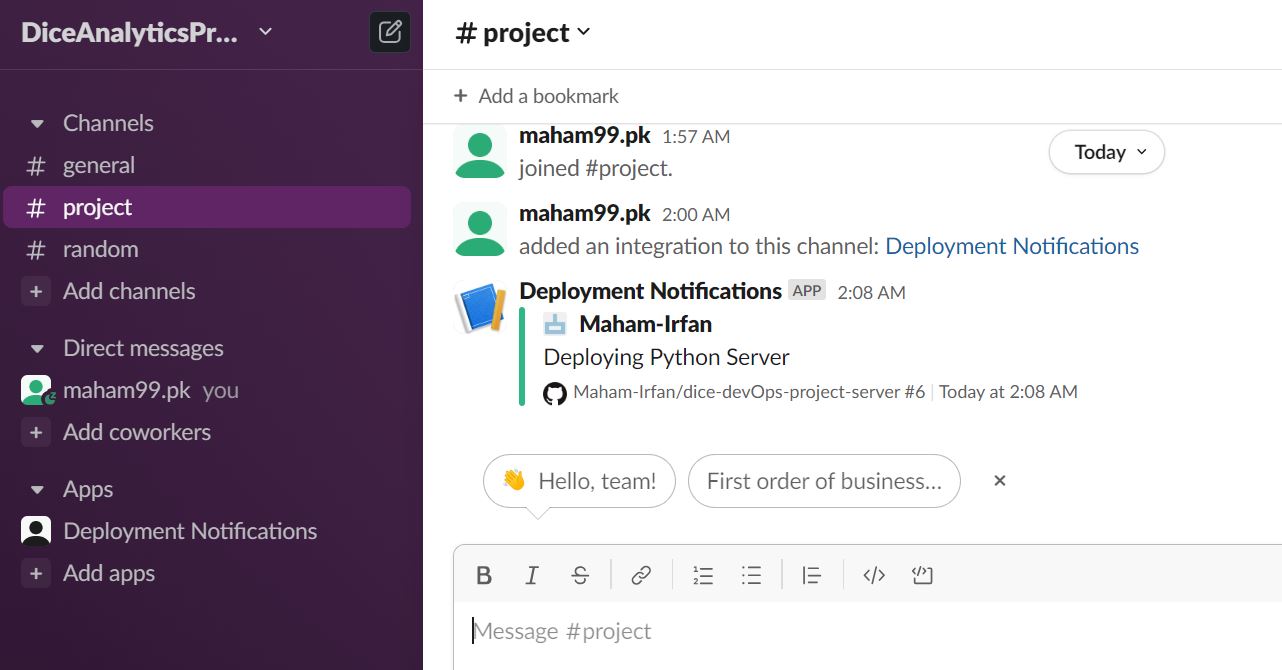 DiceAnalyticsPr...
Channels
# general
# project
# random
+ Add channels
Direct messages
maham99.pk you
+ Add coworkers
Apps
Deployment Notifications
+ Add apps
# project
+ Add a bookmark
maham99.pk 1:57 AM
joined #project.
Today
maham99.pk 2:00 AM
added an integration to this channel: Deployment Notifications
Deployment Notifications APP 2:08 AM
Maham-Irfan
Deploying Python Server
Maham-Irfan/dice-devOps-project-server #6 | Today at 2:08 AM
👋 Hello, team!
First order of business...
B I S
Message #project